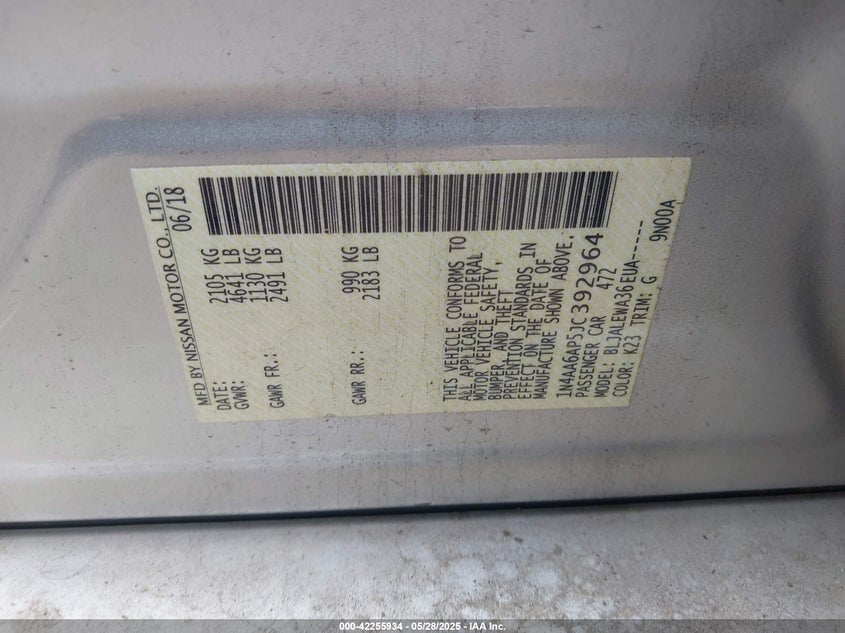 MFD BY NISSAN MOTOR CO., LTD.
DATE: 06/18
GVWR: 2105 KG
4641 LB
GAWR FR.: 1130 KG
2491 LB
GAWR RR.: 990 KG
2183 LB
THIS VEHICLE CONFORMS TO
ALL APPLICABLE FEDERAL
MOTOR VEHICLE SAFETY,
BUMPER, AND THEFT
PREVENTION STANDARDS IN
EFFECT ON THE DATE OF
MANUFACTURE SHOWN ABOVE.
1N4AA6AP5JC392964
PASSENGER CAR 472
MODEL: BLJALEWA36EUA-----
COLOR: K23 TRIM: G 9N00A
000-42255934 - 05/28/2025 - IAA Inc.